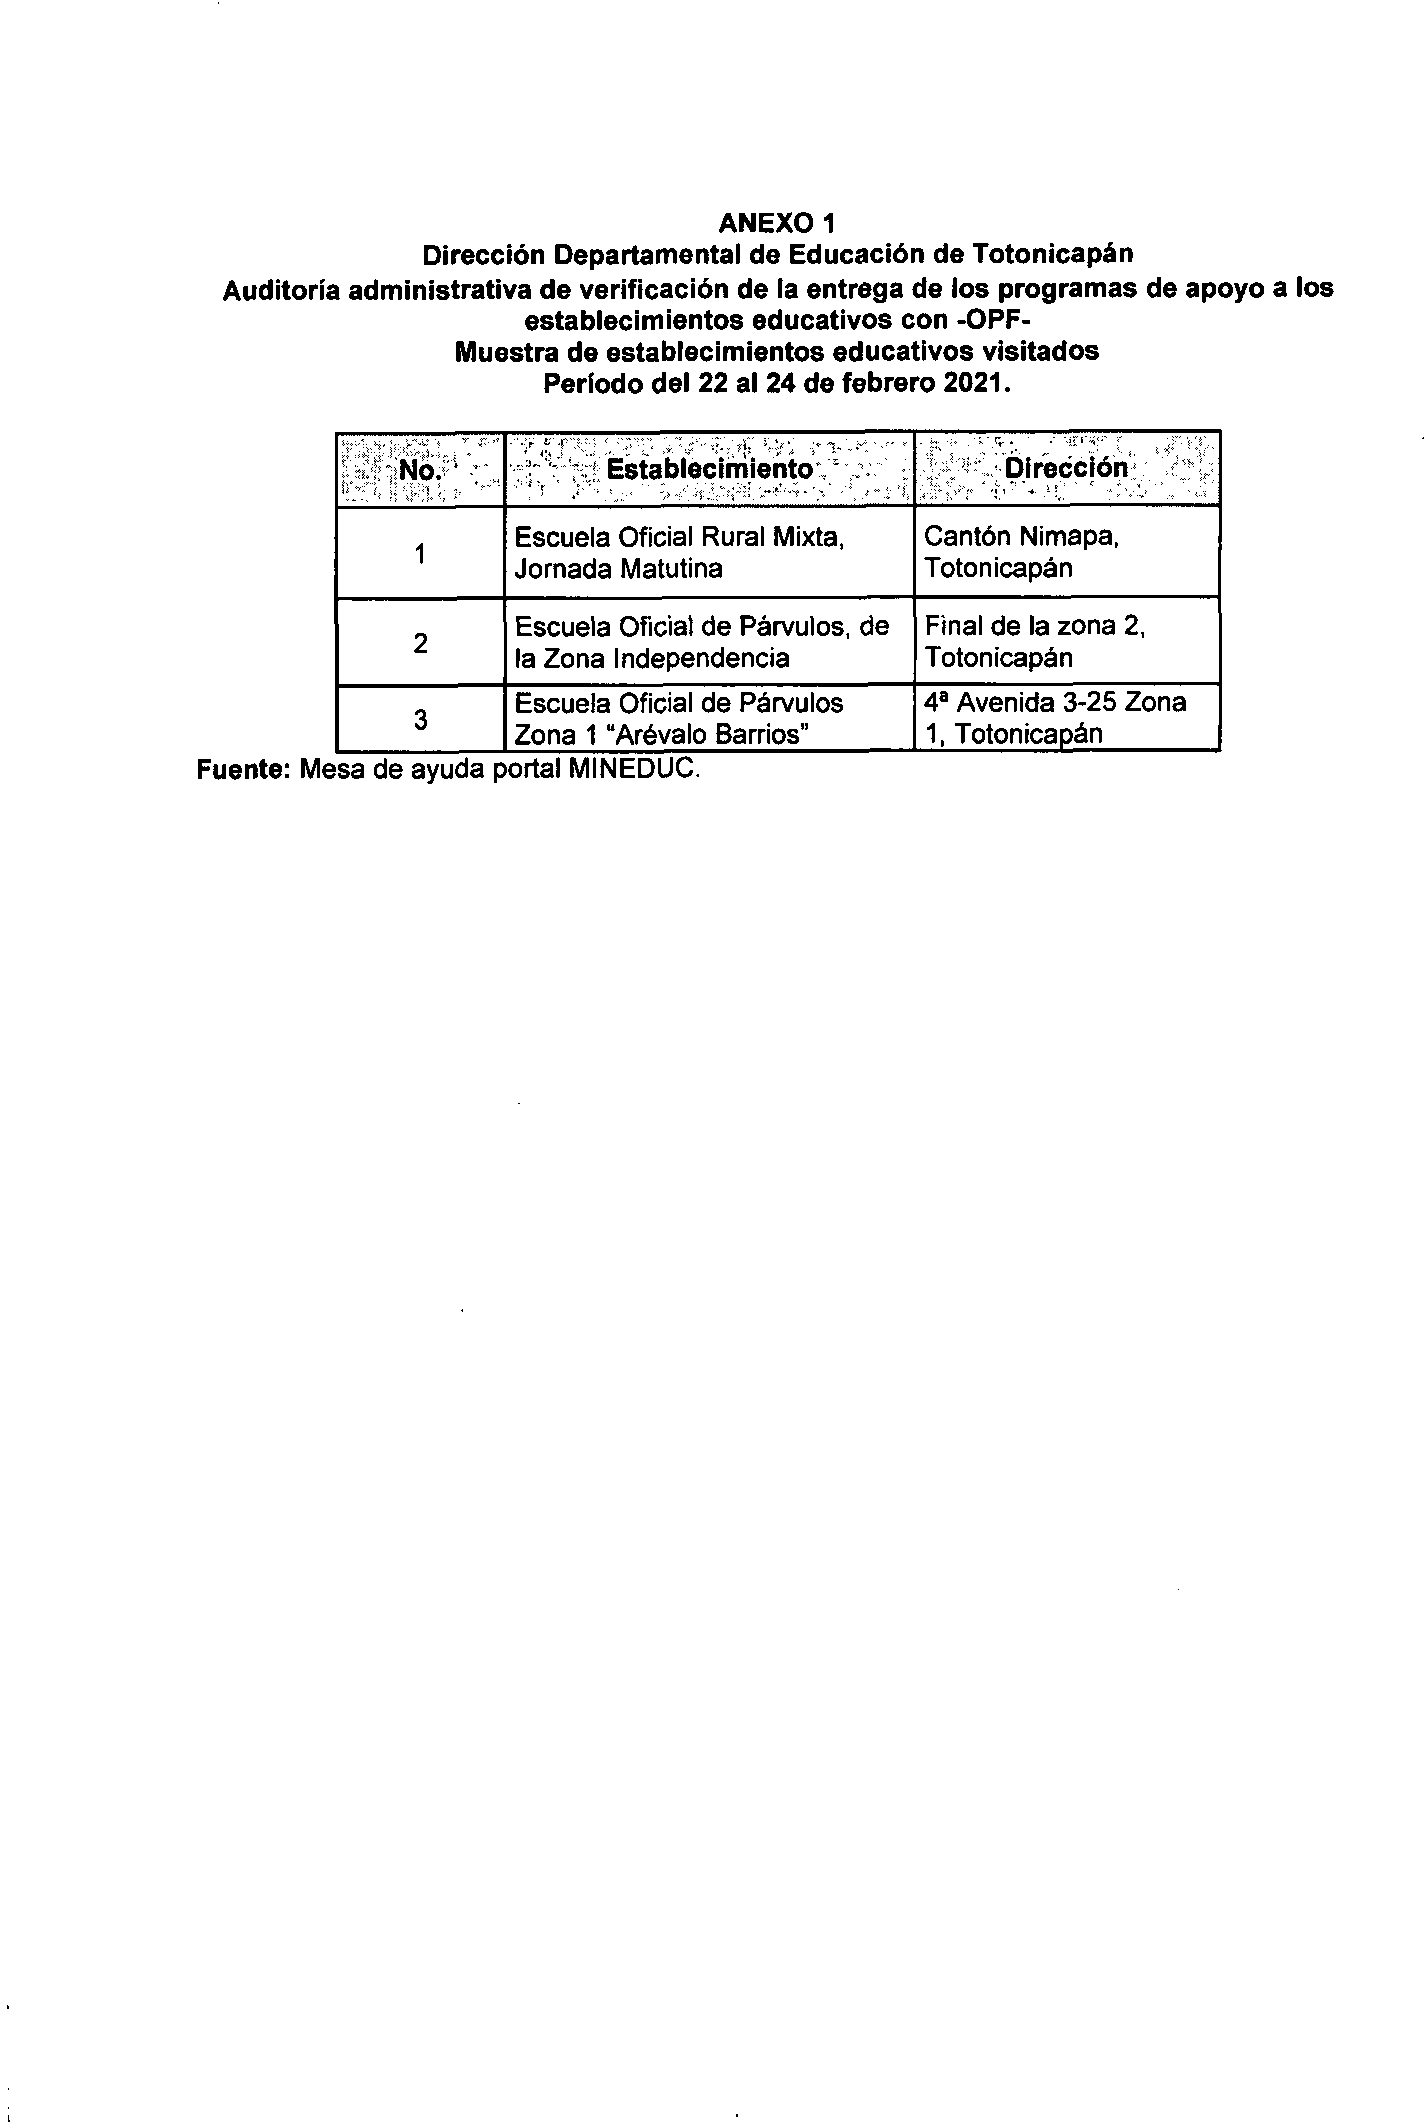 ANEXO 1
Dirección Departamental de Educación de Totonicapán
Auditoría administrativa de verificación de la entrega de los programas de apoyo a los
establecimientos educativos con -OPF-
Muestra de establecimientos educativos visitados
Período del 22 al 24 de febrero 2021.
No. Establecimiento Dirección
1 Escuela Oficial Rural Mixta, Cantón Nimapa,
Jornada Matutina Totonicapán
2 Escuela Oficial de Párvulos, de Final de la zona 2,
la Zona Independencia Totonicapán
3 Escuela Oficial de Párvulos 4ª Avenida 3-25 Zona
Zona 1 “Arévalo Barrios” 1, Totonicapán
Fuente: Mesa de ayuda portal MINEDUC.